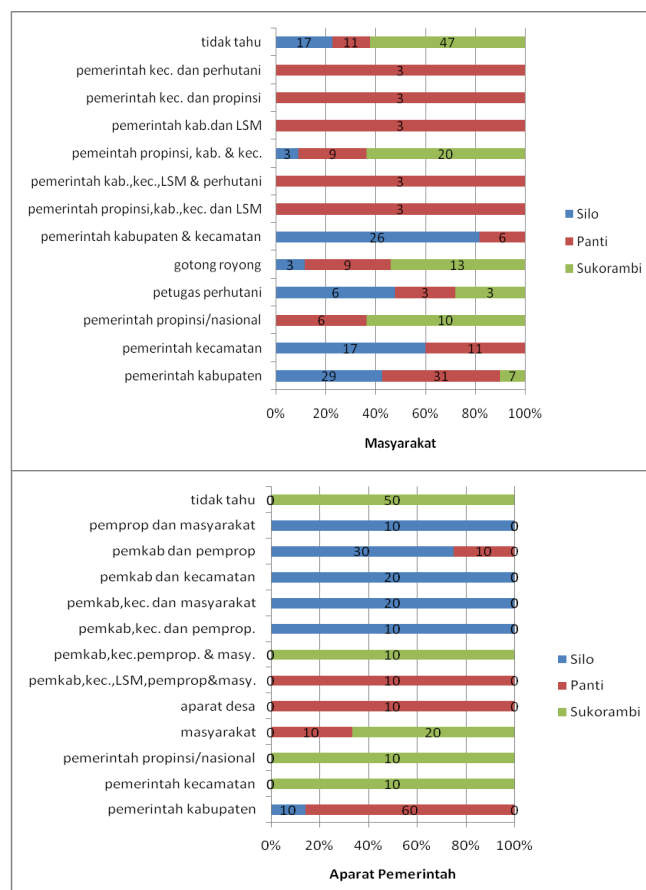 tidak tahu 17 11 47
pemerintah kec. dan perhutani 3
pemerintah kec. dan propinsi 3
pemerintah kab.dan LSM 3
pemeintah propinsi, kab. & kec. 3 9 20
pemerintah kab.,kec.,LSM & perhutani 3
pemerintah propinsi,kab.,kec. dan LSM 3
pemerintah kabupaten & kecamatan 26 6
gotong royong 3 9 13
petugas perhutani 6 3 3
pemerintah propinsi/nasional 6 10
pemerintah kecamatan 17 11
pemerintah kabupaten 29 31 7
0% 20% 40% 60% 80% 100%
Masyarakat
Silo
Panti
Sukorambi
tidak tahu 0 50
pemprop dan masyarakat 10 0
pemkab dan pemprop 30 10 0
pemkab dan kecamatan 20 0
pemkab,kec. dan masyarakat 20 0
pemkab,kec. dan pemprop. 10 0
pemkab,kec.pemprop. & masy. 0 10
pemkab,kec.,LSM,pemprop&masy. 0 10 0
aparat desa 0 10 0
masyarakat 0 10 20
pemerintah propinsi/nasional 0 10
pemerintah kecamatan 0 10
pemerintah kabupaten 10 60 0
0% 20% 40% 60% 80% 100%
Aparat Pemerintah
Silo
Panti
Sukorambi